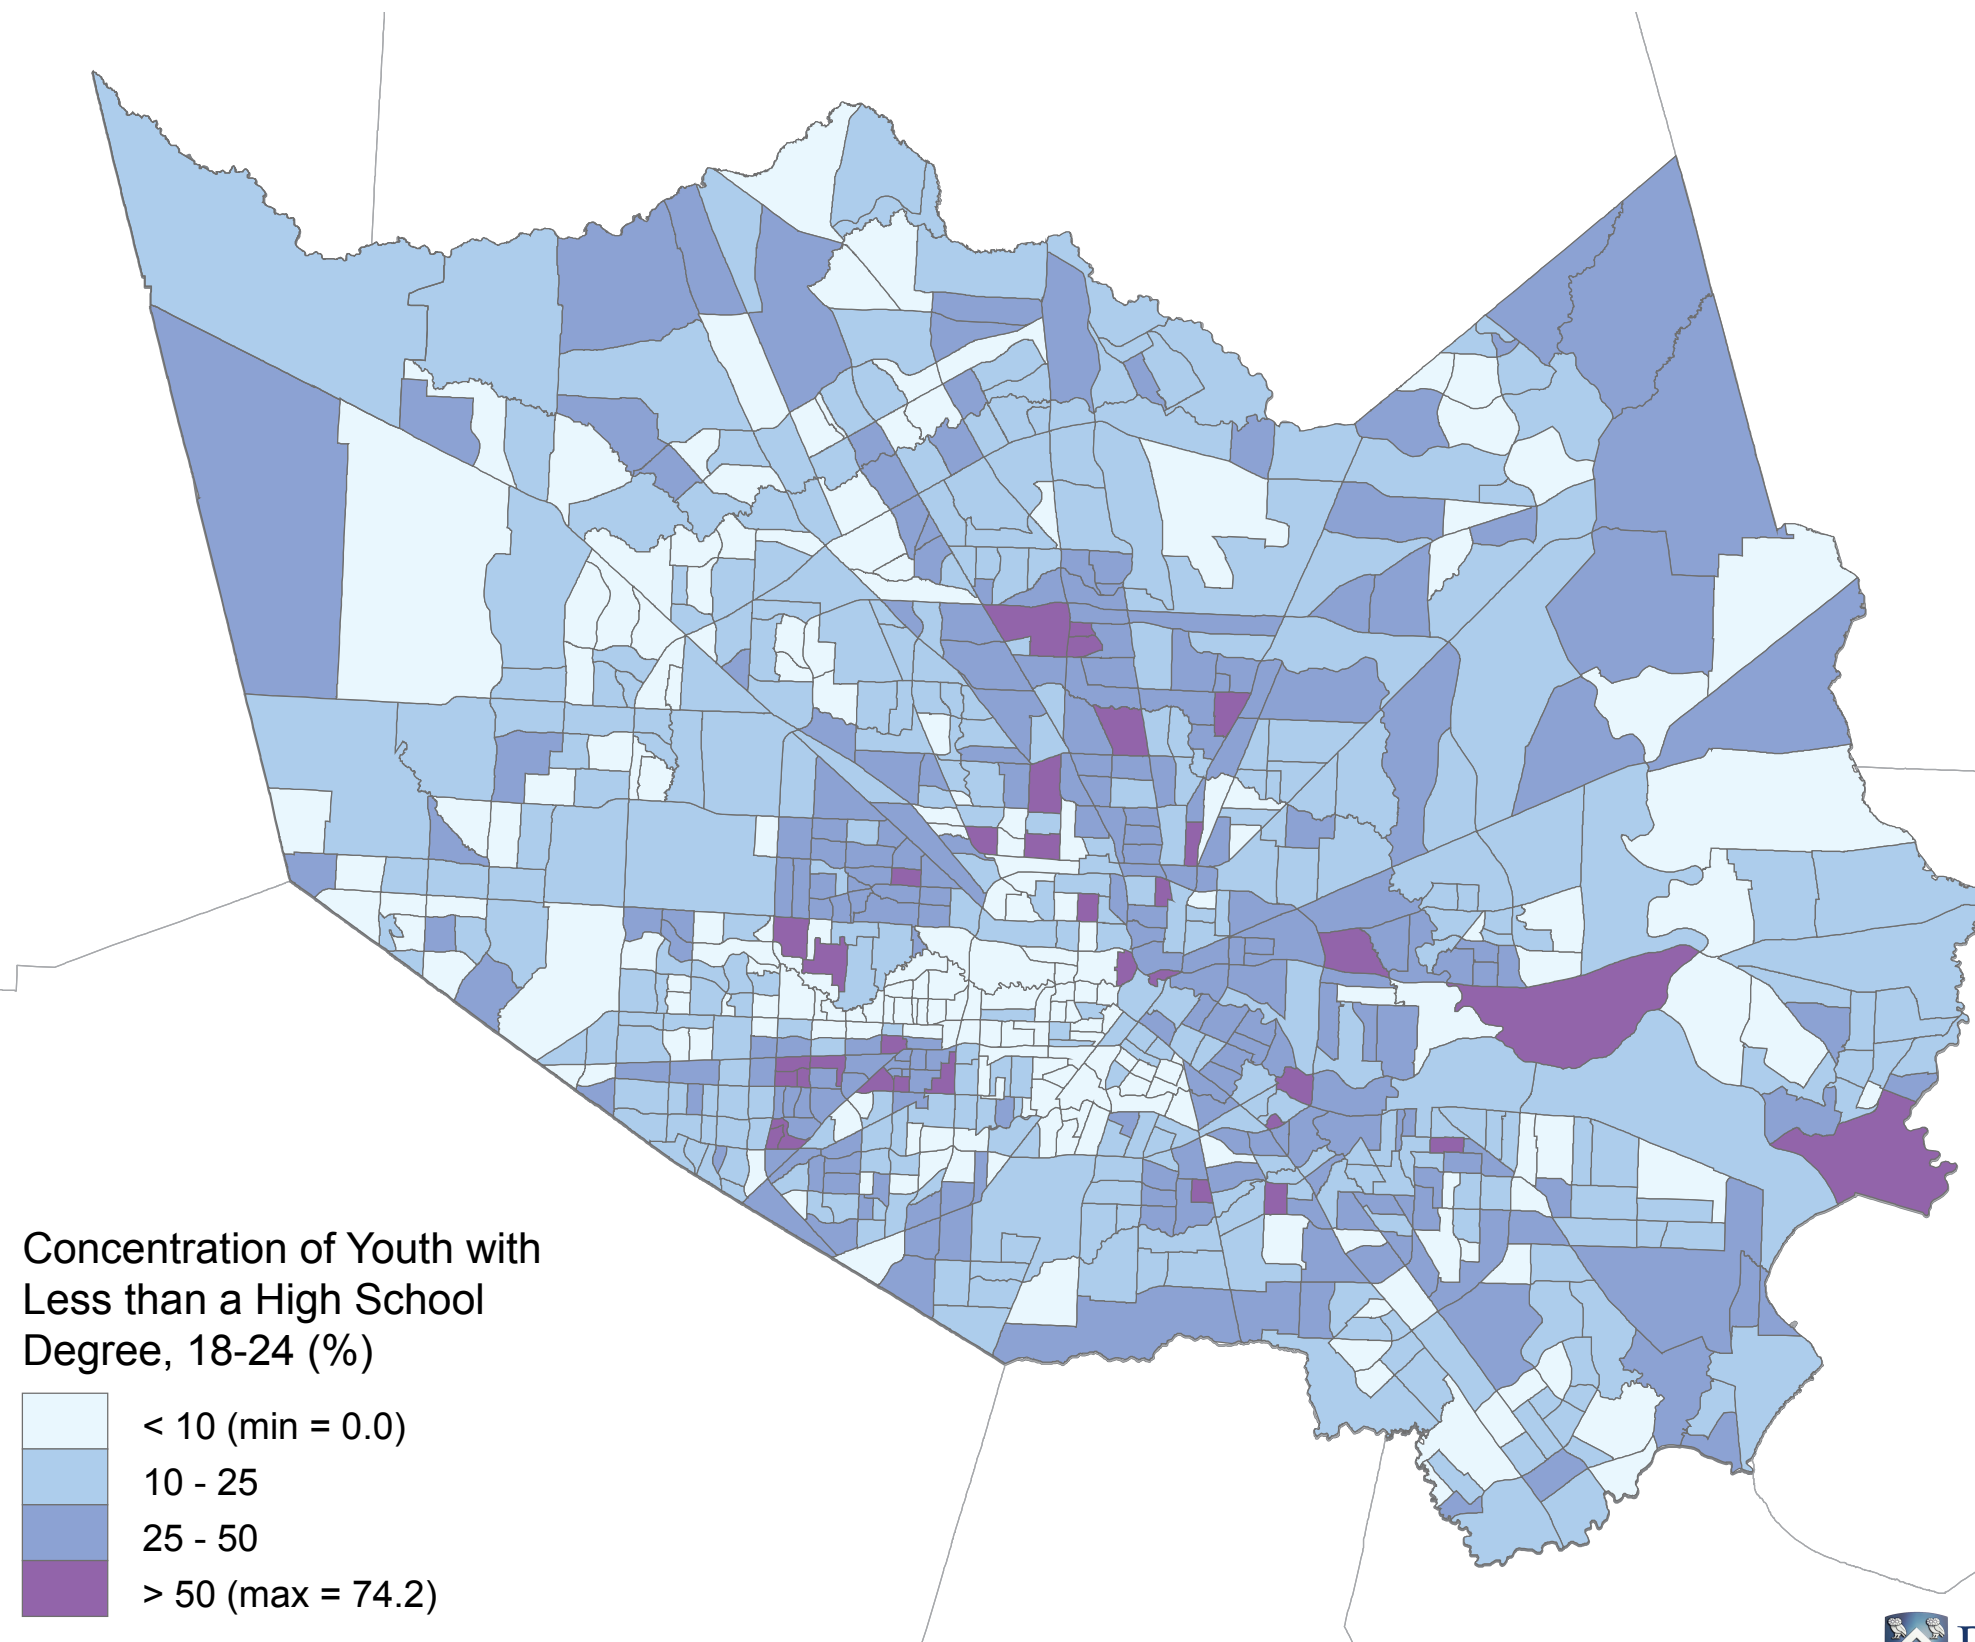 Concentration of Youth with
Less than a High School
Degree, 18-24 (%)
< 10 (min = 0.0)
10 - 25
25 - 50
> 50 (max = 74.2)